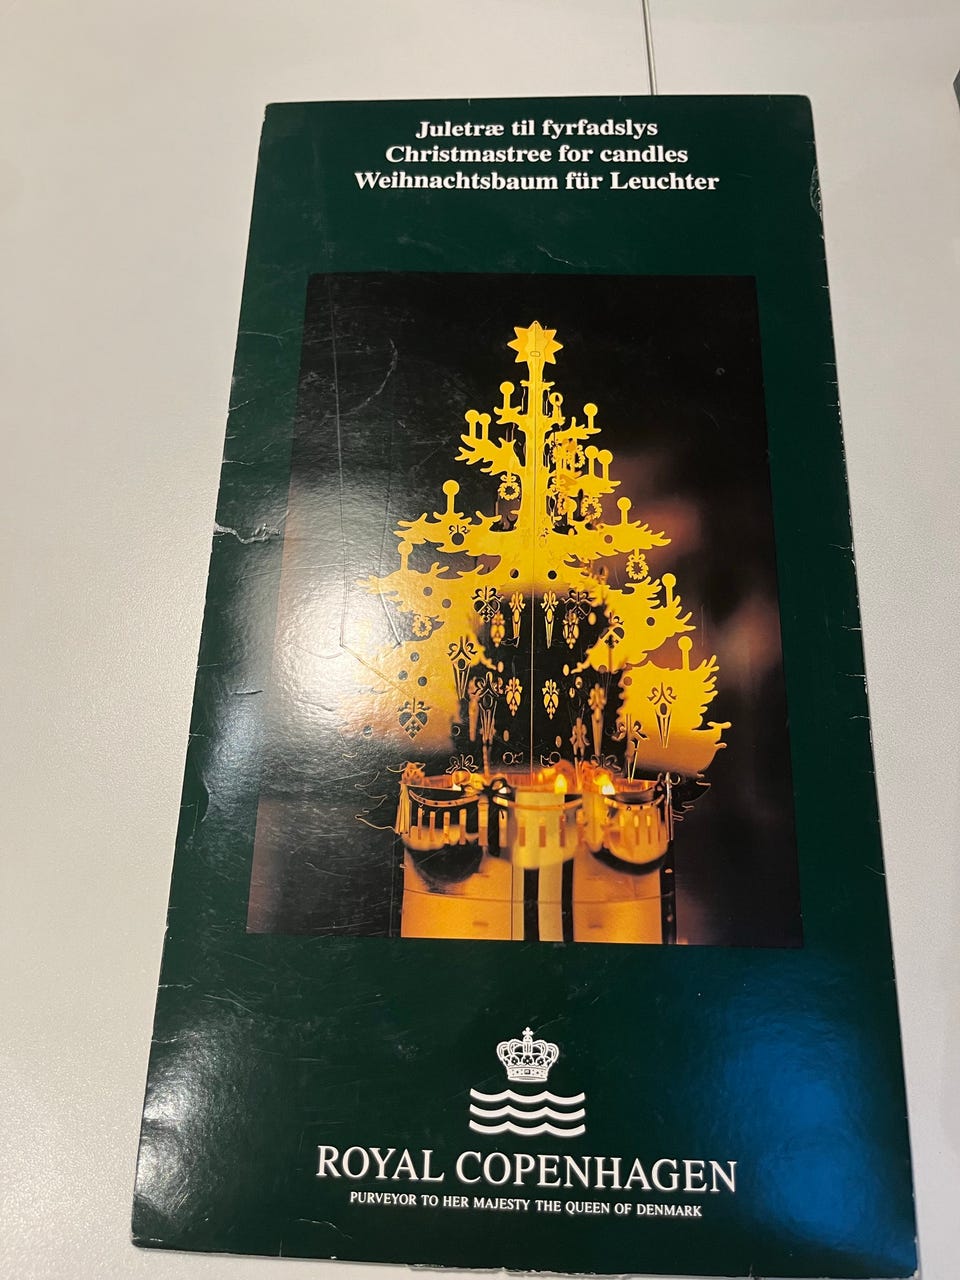 Juletræ til fyrfadslys
Christmastree for candles
Weihnachtsbaum für Leuchter
ROYAL COPENHAGEN
PURVEYOR TO HER MAJESTY THE QUEEN OF DENMARK